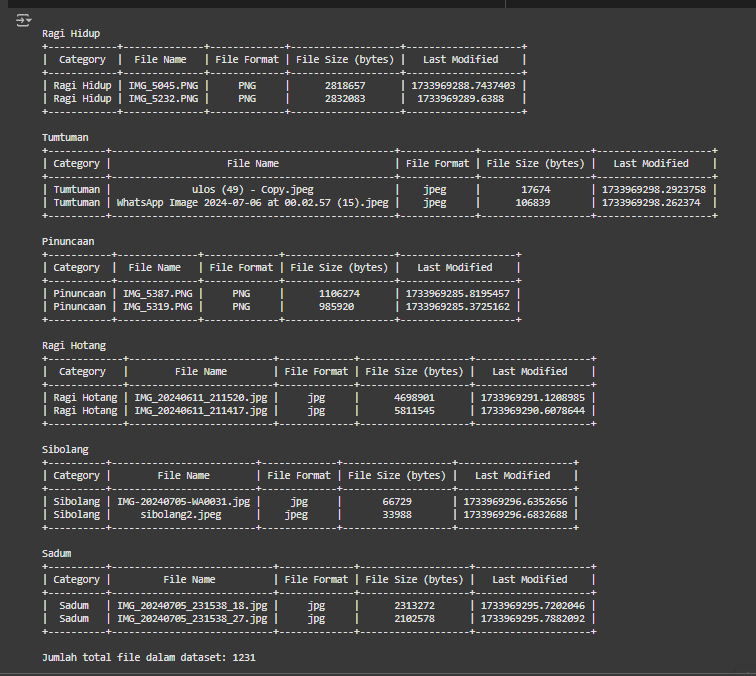 Ragi Hidup
+-----------+--------------+-------------+-------------------+--------------------+
| Category | File Name | File Format | File Size (bytes) | Last Modified |
+-----------+--------------+-------------+-------------------+--------------------+
| Ragi Hidup | IMG_5045.PNG | PNG | 2818657 | 1733969288.7437403 |
| Ragi Hidup | IMG_5232.PNG | PNG | 2832083 | 1733969289.6388 |
+-----------+--------------+-------------+-------------------+--------------------+
Tumtuman
+----------+-------------------------------------------------+-------------+-------------------+--------------------+
| Category | File Name | File Format | File Size (bytes) | Last Modified |
+----------+-------------------------------------------------+-------------+-------------------+--------------------+
| Tumtuman | ulos (49) - Copy.jpeg | jpeg | 17674 | 1733969298.2923758 |
| Tumtuman | WhatsApp Image 2024-07-06 at 00.02.57 (15).jpeg | jpeg | 106839 | 1733969298.262374 |
+----------+-------------------------------------------------+-------------+-------------------+--------------------+
Pinuncaan
+-----------+--------------+-------------+-------------------+--------------------+
| Category | File Name | File Format | File Size (bytes) | Last Modified |
+-----------+--------------+-------------+-------------------+--------------------+
| Pinuncaan | IMG_5387.PNG | PNG | 1106274 | 1733969285.8195457 |
| Pinuncaan | IMG_5319.PNG | PNG | 985920 | 1733969285.3725162 |
+-----------+--------------+-------------+-------------------+--------------------+
Ragi Hotang
+-------------+-------------------------+-------------+-------------------+--------------------+
| Category | File Name | File Format | File Size (bytes) | Last Modified |
+-------------+-------------------------+-------------+-------------------+--------------------+
| Ragi Hotang | IMG_20240611_211520.jpg | jpg | 4698901 | 1733969291.1208985 |
| Ragi Hotang | IMG_20240611_211417.jpg | jpg | 5811545 | 1733969290.6078644 |
+-------------+-------------------------+-------------+-------------------+--------------------+
Sibolang
+----------+-------------------------+-------------+-------------------+--------------------+
| Category | File Name | File Format | File Size (bytes) | Last Modified |
+----------+-------------------------+-------------+-------------------+--------------------+
| Sibolang | IMG-20240705-WA0031.jpg | jpg | 66729 | 1733969296.6352656 |
| Sibolang | sibolang2.jpeg | jpeg | 33988 | 1733969296.6832688 |
+----------+-------------------------+-------------+-------------------+--------------------+
Sadum
+----------+----------------------------+-------------+-------------------+--------------------+
| Category | File Name | File Format | File Size (bytes) | Last Modified |
+----------+----------------------------+-------------+-------------------+--------------------+
| Sadum | IMG_20240705_231538_18.jpg | jpg | 2313272 | 1733969295.7202046 |
| Sadum | IMG_20240705_231538_27.jpg | jpg | 2102578 | 1733969295.7882092 |
+----------+----------------------------+-------------+-------------------+--------------------+
Jumlah total file dalam dataset: 1231